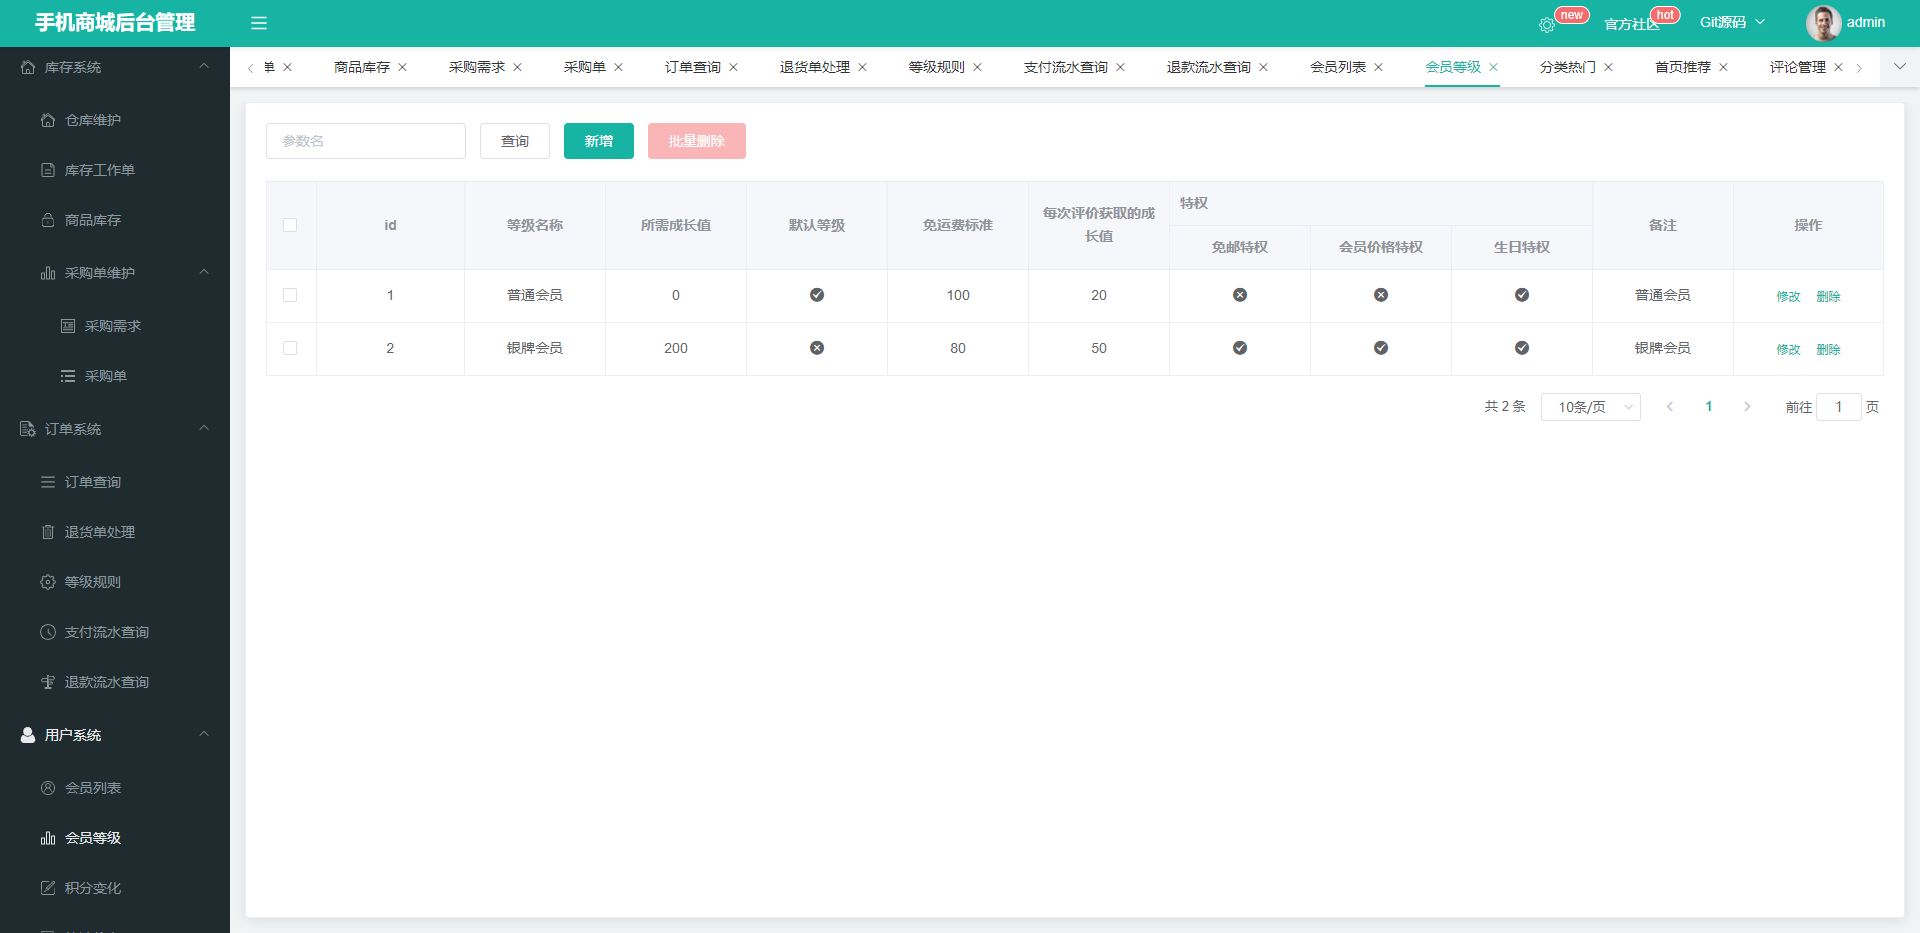 手机商城后台管理
new
官方社区
hot
Git源码
admin
单
商品库存
采购需求
采购单
订单查询
退货单处理
等级规则
支付流水查询
退款流水查询
会员列表
会员等级
分类热门
首页推荐
评论管理
库存系统
仓库维护
库存工作单
商品库存
采购单维护
采购需求
采购单
订单系统
订单查询
退货单处理
等级规则
支付流水查询
退款流水查询
用户系统
会员列表
会员等级
积分变化
参数名
查询
新增
批量删除
id
等级名称
所需成长值
默认等级
免运费标准
每次评价获取的成
长值
特权
免邮特权
会员价格特权
生日特权
备注
操作
1
普通会员
0
100
20
普通会员
修改
删除
2
银牌会员
200
80
50
银牌会员
修改
删除
共 2 条
10条/页
1
前往
1
页